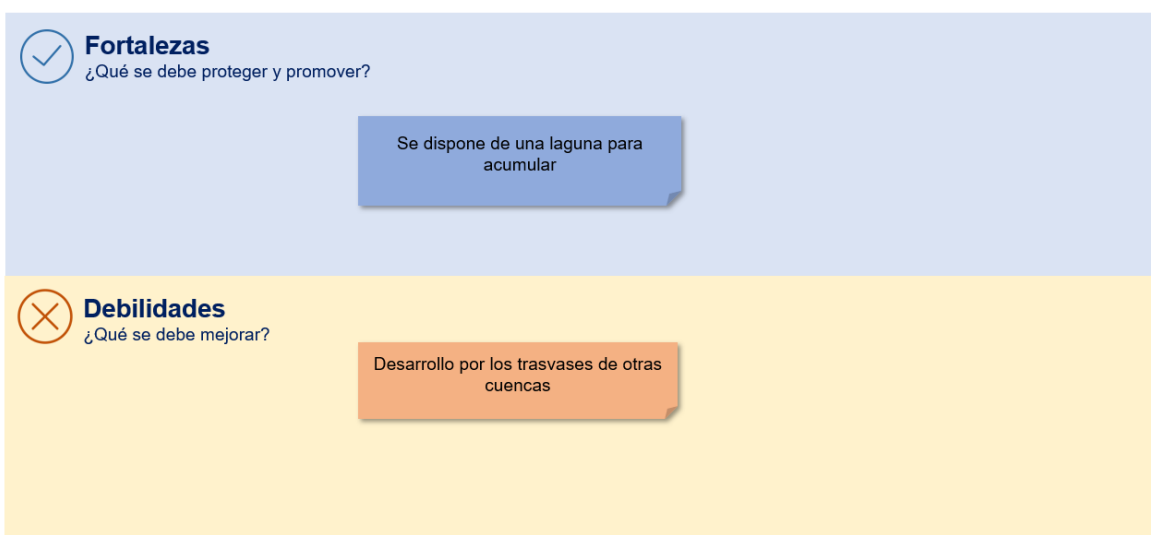 Fortalezas
¿Qué se debe proteger y promover?
Se dispone de una laguna para
acumular
Debilidades
¿Qué se debe mejorar?
Desarrollo por los trasvases de otras
cuencas